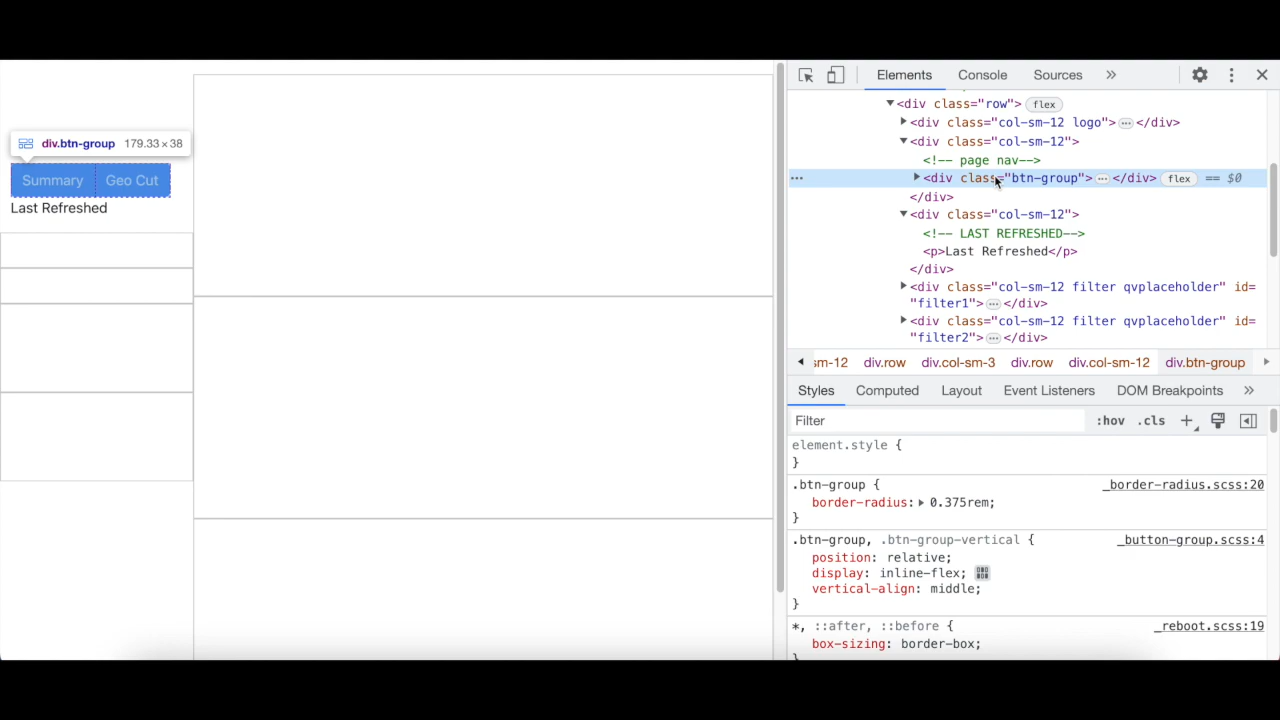 div.btn-group 179.33 × 38
Summary Geo Cut
Last Refreshed
Elements Console Sources »
<div class="row"> flex
<div class="col-sm-12 logo"> … </div>
<div class="col-sm-12">
<!-- page nav-->
… <div class="btn-group"> … </div> flex == $0
</div>
<div class="col-sm-12">
<!-- LAST REFRESHED-->
<p>Last Refreshed</p>
</div>
<div class="col-sm-12 filter qvplaceholder" id=
"filter1"> … </div>
<div class="col-sm-12 filter qvplaceholder" id=
"filter2"> … </div>
sm-12 div.row div.col-sm-3 div.row div.col-sm-12 div.btn-group
Styles Computed Layout Event Listeners DOM Breakpoints »
Filter :hov .cls +
element.style {
}
.btn-group { _border-radius.scss:20
border-radius: 0.375rem;
}
.btn-group, .btn-group-vertical { _button-group.scss:4
position: relative;
display: inline-flex;
vertical-align: middle;
}
*, ::after, ::before { _reboot.scss:19
box-sizing: border-box;
}